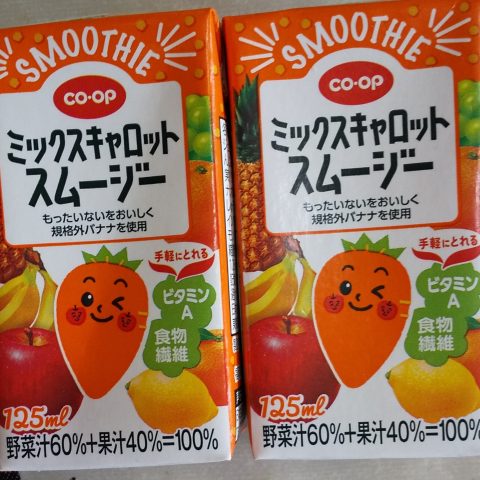 SMOOTHIE
CO·OP
ミックスキャロット
スムージー
もったいないをおいしく
規格外バナナを使用
手軽にとれる
ビタミン
A
食物
繊維
125ml
野菜汁60%+果汁40%=100%
SMOOTHIE
CO·OP
ミックスキャロット
スムージー
もったいないをおいしく
規格外バナナを使用
手軽にとれる
ビタミン
A
食物
繊維
125ml
野菜汁60%+果汁40%=100%